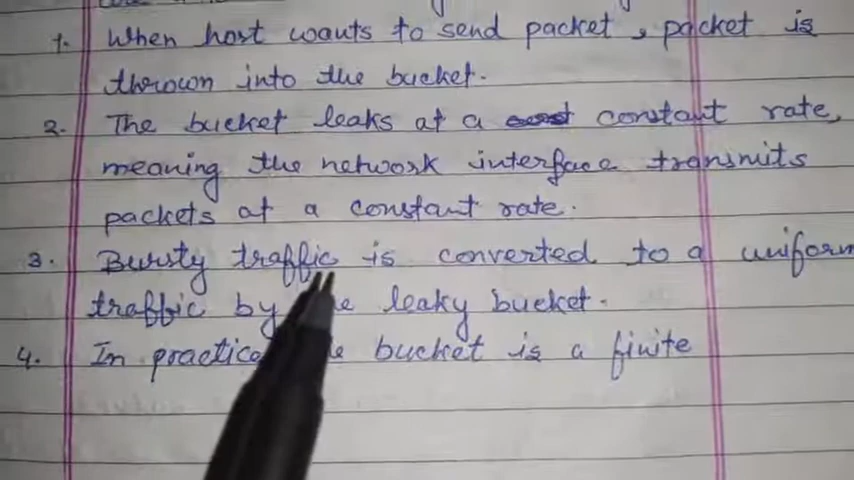 1. When host wants to send packet, packet is
thrown into the bucket.
2. The bucket leaks at a constant rate,
meaning the network interface transmits
packets at a constant rate.
3. Bursty traffic is converted to a uniform
traffic by leaky bucket.
4. In practice bucket is a finite